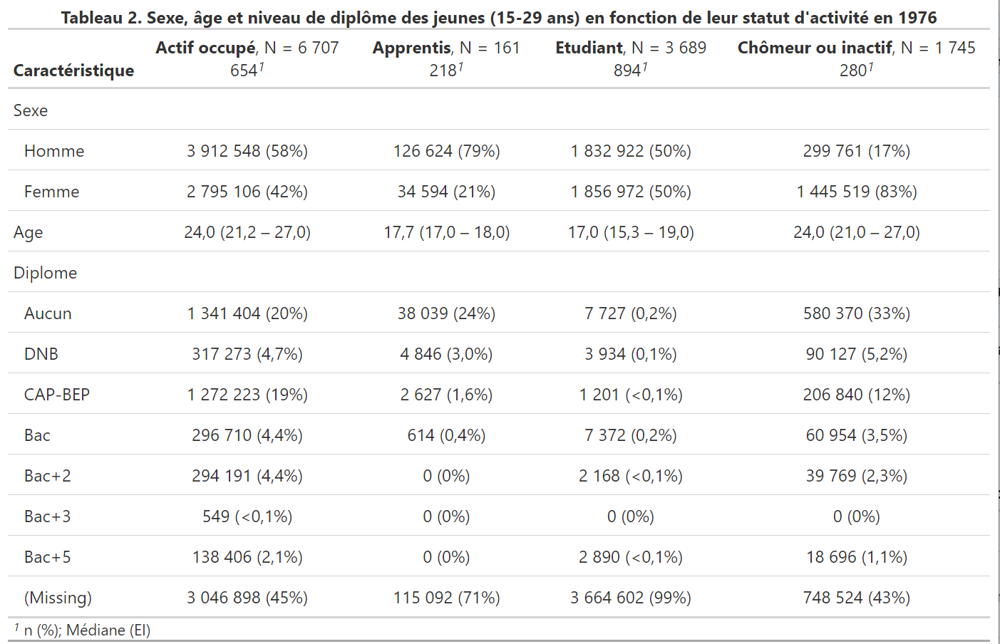 Tableau 2. Sexe, âge et niveau de diplôme des jeunes (15-29 ans) en fonction de leur statut d'activité en 1976
Caractéristique Actif occupé, N = 6 707 654¹ Apprentis, N = 161 218¹ Etudiant, N = 3 689 894¹ Chômeur ou inactif, N = 1 745 280¹
Sexe
Homme 3 912 548 (58%) 126 624 (79%) 1 832 922 (50%) 299 761 (17%)
Femme 2 795 106 (42%) 34 594 (21%) 1 856 972 (50%) 1 445 519 (83%)
Age 24,0 (21,2 – 27,0) 17,7 (17,0 – 18,0) 17,0 (15,3 – 19,0) 24,0 (21,0 – 27,0)
Diplome
Aucun 1 341 404 (20%) 38 039 (24%) 7 727 (0,2%) 580 370 (33%)
DNB 317 273 (4,7%) 4 846 (3,0%) 3 934 (0,1%) 90 127 (5,2%)
CAP-BEP 1 272 223 (19%) 2 627 (1,6%) 1 201 (<0,1%) 206 840 (12%)
Bac 296 710 (4,4%) 614 (0,4%) 7 372 (0,2%) 60 954 (3,5%)
Bac+2 294 191 (4,4%) 0 (0%) 2 168 (<0,1%) 39 769 (2,3%)
Bac+3 549 (<0,1%) 0 (0%) 0 (0%) 0 (0%)
Bac+5 138 406 (2,1%) 0 (0%) 2 890 (<0,1%) 18 696 (1,1%)
(Missing) 3 046 898 (45%) 115 092 (71%) 3 664 602 (99%) 748 524 (43%)
¹ n (%); Médiane (EI)